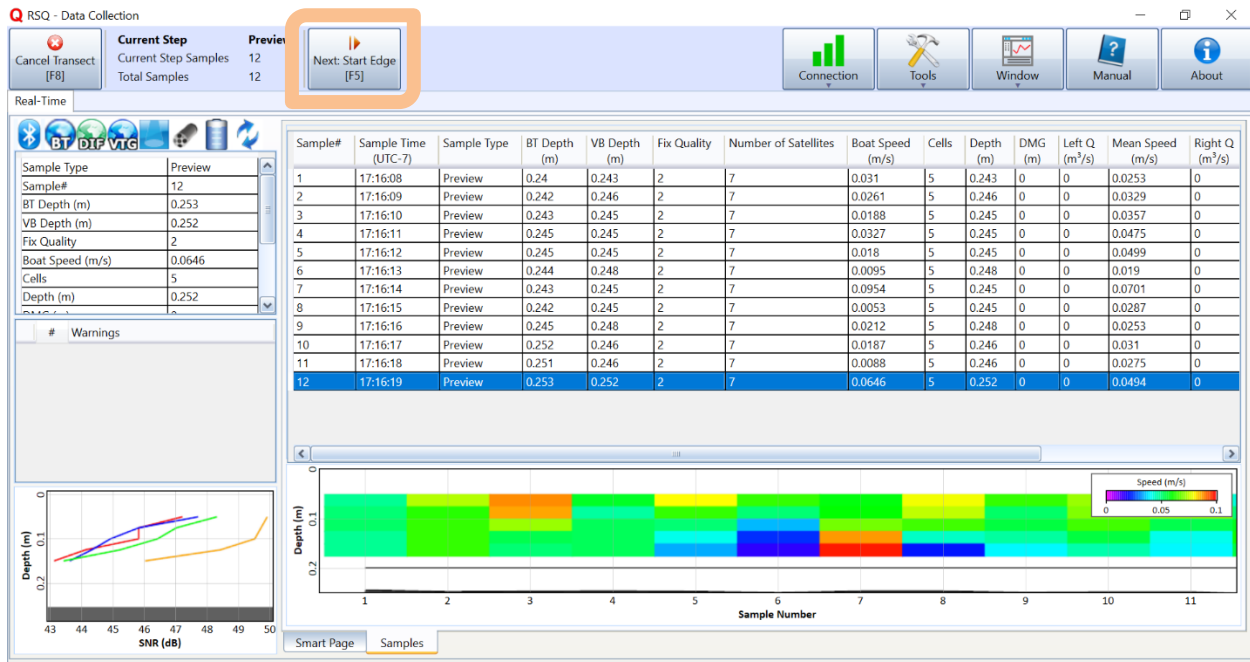 RSQ - Data Collection
Cancel Transect
[F8]
Current Step
Current Step Samples 12
Total Samples 12
Next: Start Edge
[F5]
Connection
Tools
Window
Manual
About
Real-Time
BT DIF VTG
Sample Type Preview
Sample# 12
BT Depth (m) 0.253
VB Depth (m) 0.252
Fix Quality 2
Boat Speed (m/s) 0.0646
Cells 5
Depth (m) 0.252
# Warnings
Sample# Sample Time (UTC-7) Sample Type BT Depth (m) VB Depth (m) Fix Quality Number of Satellites Boat Speed (m/s) Cells Depth (m) DMG (m) Left Q (m³/s) Mean Speed (m/s) Right Q (m³/s)
1 17:16:08 Preview 0.24 0.243 2 7 0.031 5 0.243 0 0 0.0253 0
2 17:16:09 Preview 0.242 0.246 2 7 0.0261 5 0.246 0 0 0.0329 0
3 17:16:10 Preview 0.243 0.245 2 7 0.0188 5 0.245 0 0 0.0357 0
4 17:16:11 Preview 0.245 0.245 2 7 0.0327 5 0.245 0 0 0.0475 0
5 17:16:12 Preview 0.245 0.245 2 7 0.018 5 0.245 0 0 0.0499 0
6 17:16:13 Preview 0.244 0.248 2 7 0.0095 5 0.248 0 0 0.019 0
7 17:16:14 Preview 0.243 0.245 2 7 0.0954 5 0.245 0 0 0.0701 0
8 17:16:15 Preview 0.242 0.245 2 7 0.0053 5 0.245 0 0 0.0287 0
9 17:16:16 Preview 0.245 0.248 2 7 0.0212 5 0.248 0 0 0.0253 0
10 17:16:17 Preview 0.252 0.246 2 7 0.0187 5 0.246 0 0 0.031 0
11 17:16:18 Preview 0.251 0.246 2 7 0.0088 5 0.246 0 0 0.0275 0
12 17:16:19 Preview 0.253 0.252 2 7 0.0646 5 0.252 0 0 0.0494 0
Depth (m)
0
0.1
0.2
43 44 45 46 47 48 49 50
SNR (dB)
Depth (m)
0
0.1
0.2
Speed (m/s)
0 0.05 0.1
1 2 3 4 5 6 7 8 9 10 11
Sample Number
Smart Page
Samples